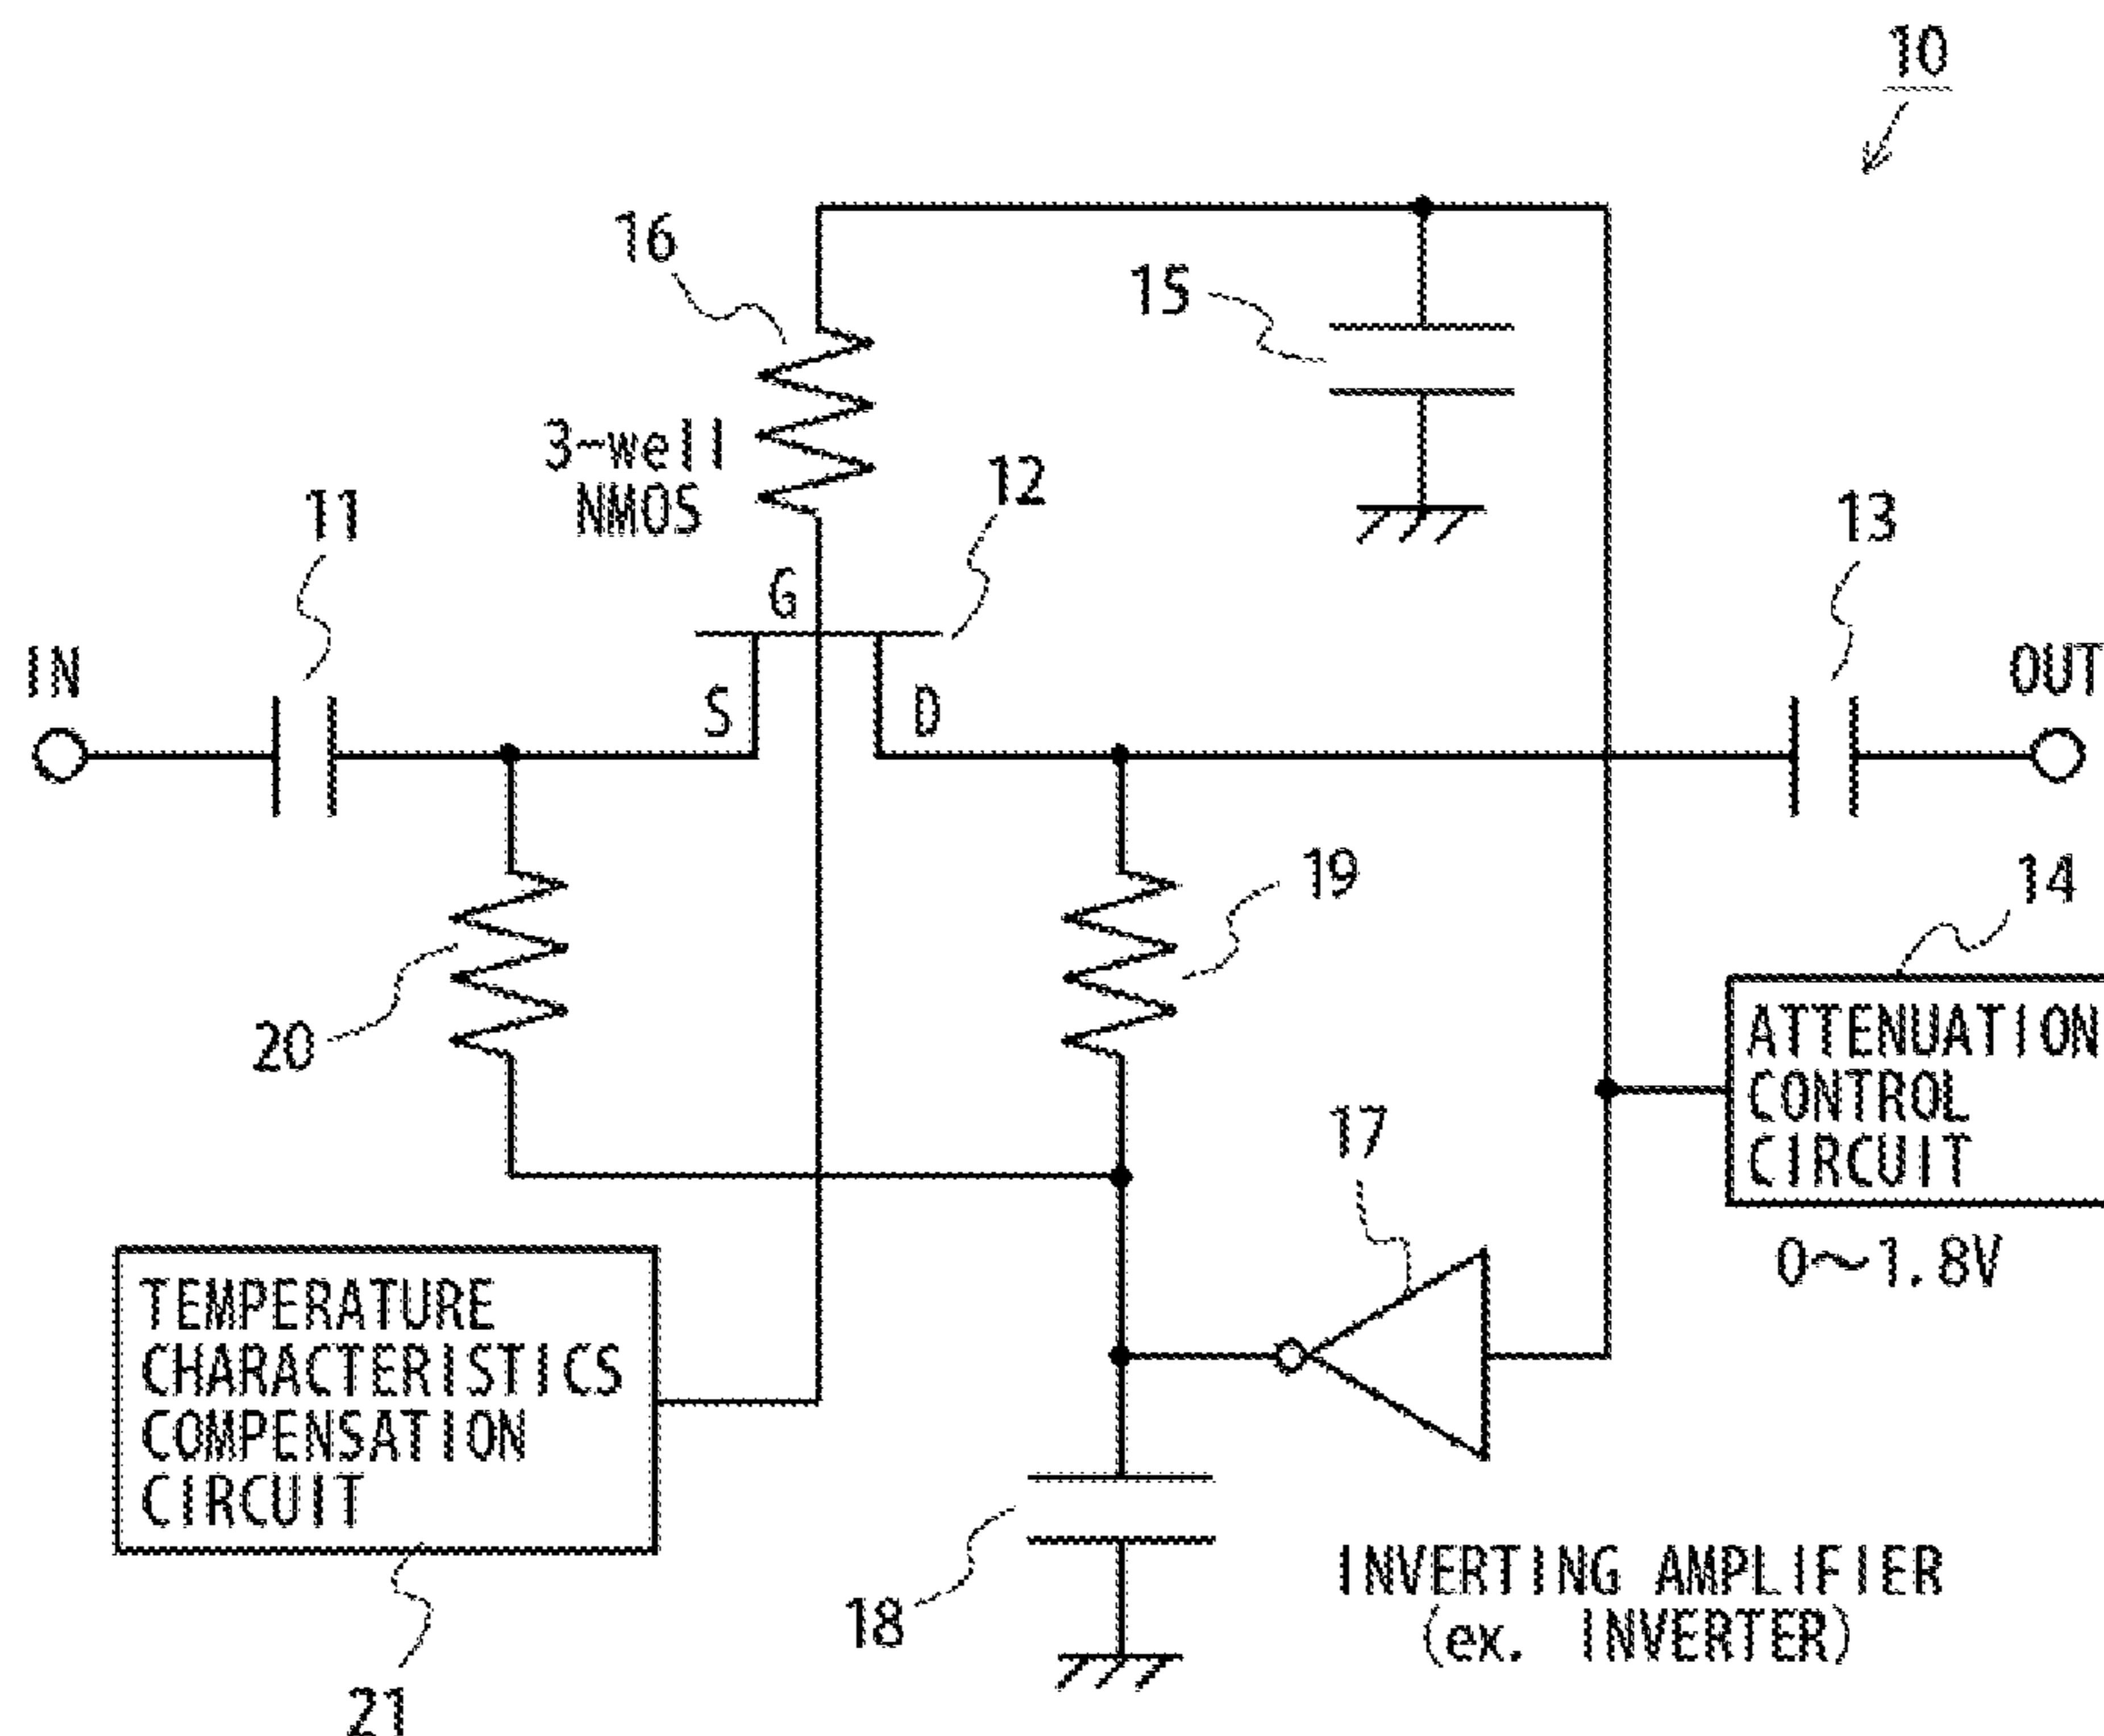 10
16
15
3-well
NMOS
12
11
13
G
IN
OUT
S
D
19
14
20
ATTENUATION
CONTROL
CIRCUIT
17
0～1.8V
TEMPERATURE
CHARACTERISTICS
COMPENSATION
CIRCUIT
18
INVERTING AMPLIFIER
(ex. INVERTER)
21